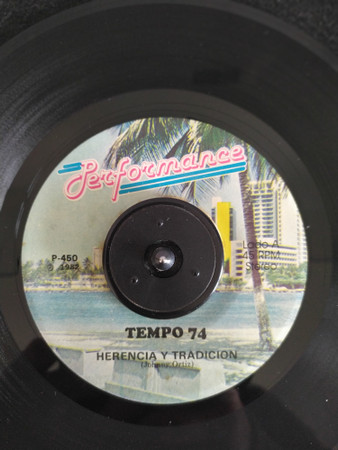 Performance
P-450
℗ 1982
Lado A
45 RPM
Stereo
TEMPO 74
HERENCIA Y TRADICION
(Johnny Ortiz)